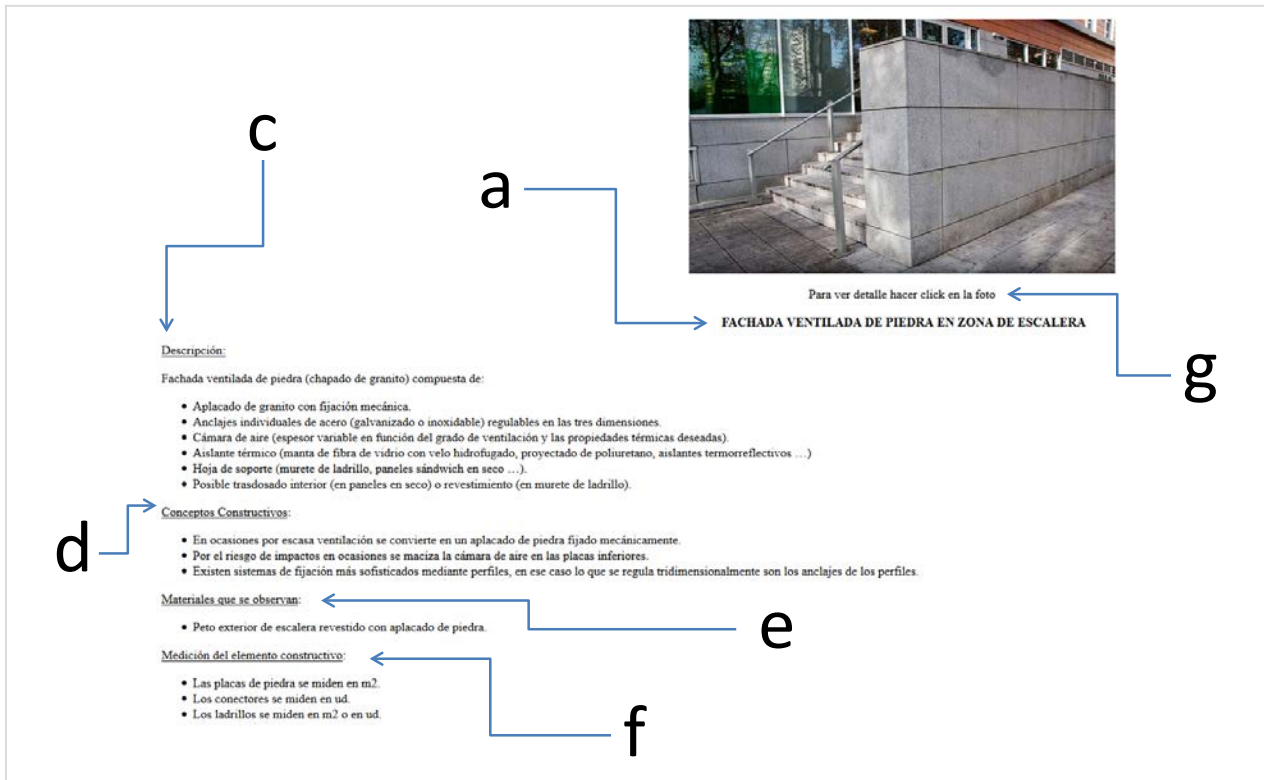 c
a
Para ver detalle hacer click en la foto
FACHADA VENTILADA DE PIEDRA EN ZONA DE ESCALERA
g
Descripción:
Fachada ventilada de piedra (chapado de granito) compuesta de:
• Aplacado de granito con fijación mecánica.
• Anclajes individuales de acero (galvanizado o inoxidable) regulables en las tres dimensiones.
• Cámara de aire (espesor variable en función del grado de ventilación y las propiedades térmicas deseadas).
• Aislante térmico (manta de fibra de vidrio con velo hidrofugado, proyectado de poliuretano, aislantes termorreflectivos …)
• Hoja de soporte (murete de ladrillo, paneles sándwich en seco …).
• Posible trasdosado interior (en paneles en seco) o revestimiento (en murete de ladrillo).
d
Conceptos Constructivos:
• En ocasiones por escasa ventilación se convierte en un aplacado de piedra fijado mecánicamente.
• Por el riesgo de impactos en ocasiones se maciza la cámara de aire en las placas inferiores.
• Existen sistemas de fijación más sofisticados mediante perfiles, en ese caso lo que se regula tridimensionalmente son los anclajes de los perfiles.
Materiales que se observan:
e
• Peto exterior de escalera revestido con aplacado de piedra.
Medición del elemento constructivo:
• Las placas de piedra se miden en m2.
• Los conectores se miden en ud.
• Los ladrillos se miden en m2 o en ud.
f